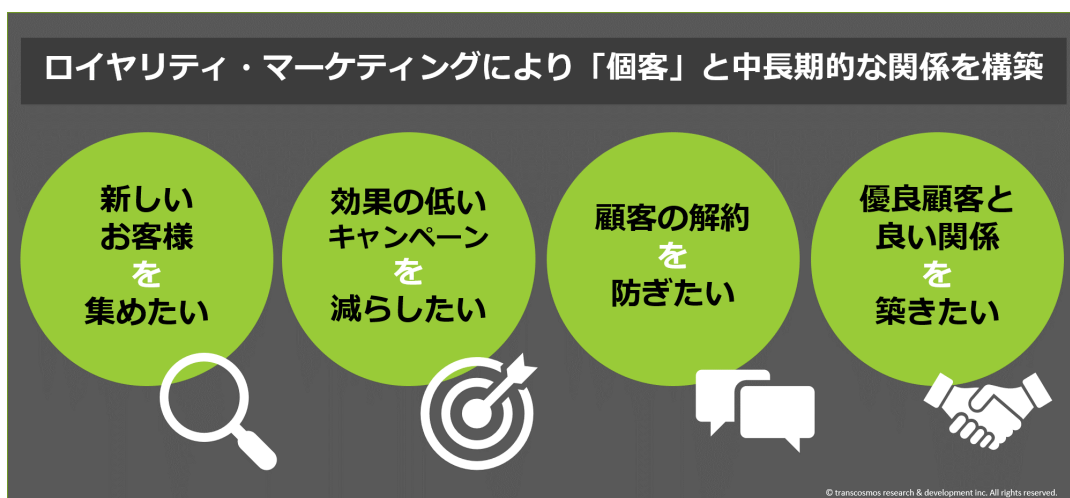 ロイヤリティ・マーケティングにより「個客」と中長期的な関係を構築
新しい
お客様
を
集めたい
効果の低い
キャンペーン
を
減らしたい
顧客の解約
を
防ぎたい
優良顧客と
良い関係
を
築きたい
© transcosmos research & development inc. All rights reserved.